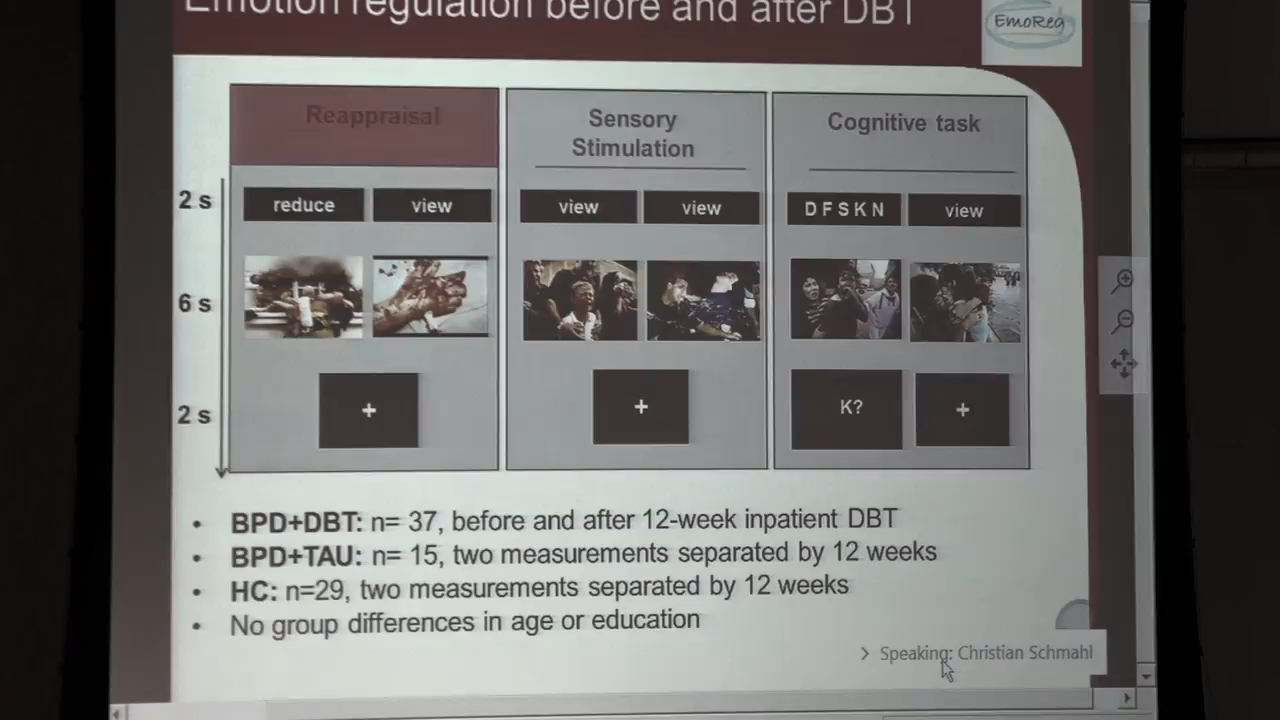 Emotion regulation before and after DBT
EmoReg
Reappraisal
Sensory
Stimulation
Cognitive task
2 s
reduce
view
view
view
D F S K N
view
6 s
2 s
+
+
K?
+
• BPD+DBT: n= 37, before and after 12-week inpatient DBT
• BPD+TAU: n= 15, two measurements separated by 12 weeks
• HC: n=29, two measurements separated by 12 weeks
• No group differences in age or education
> Speaking: Christian Schmahl